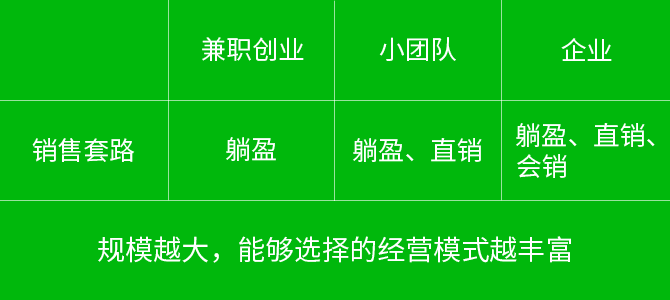 兼职创业 小团队 企业
销售套路 躺盈 躺盈、直销 躺盈、直销、
会销
规模越大，能够选择的经营模式越丰富